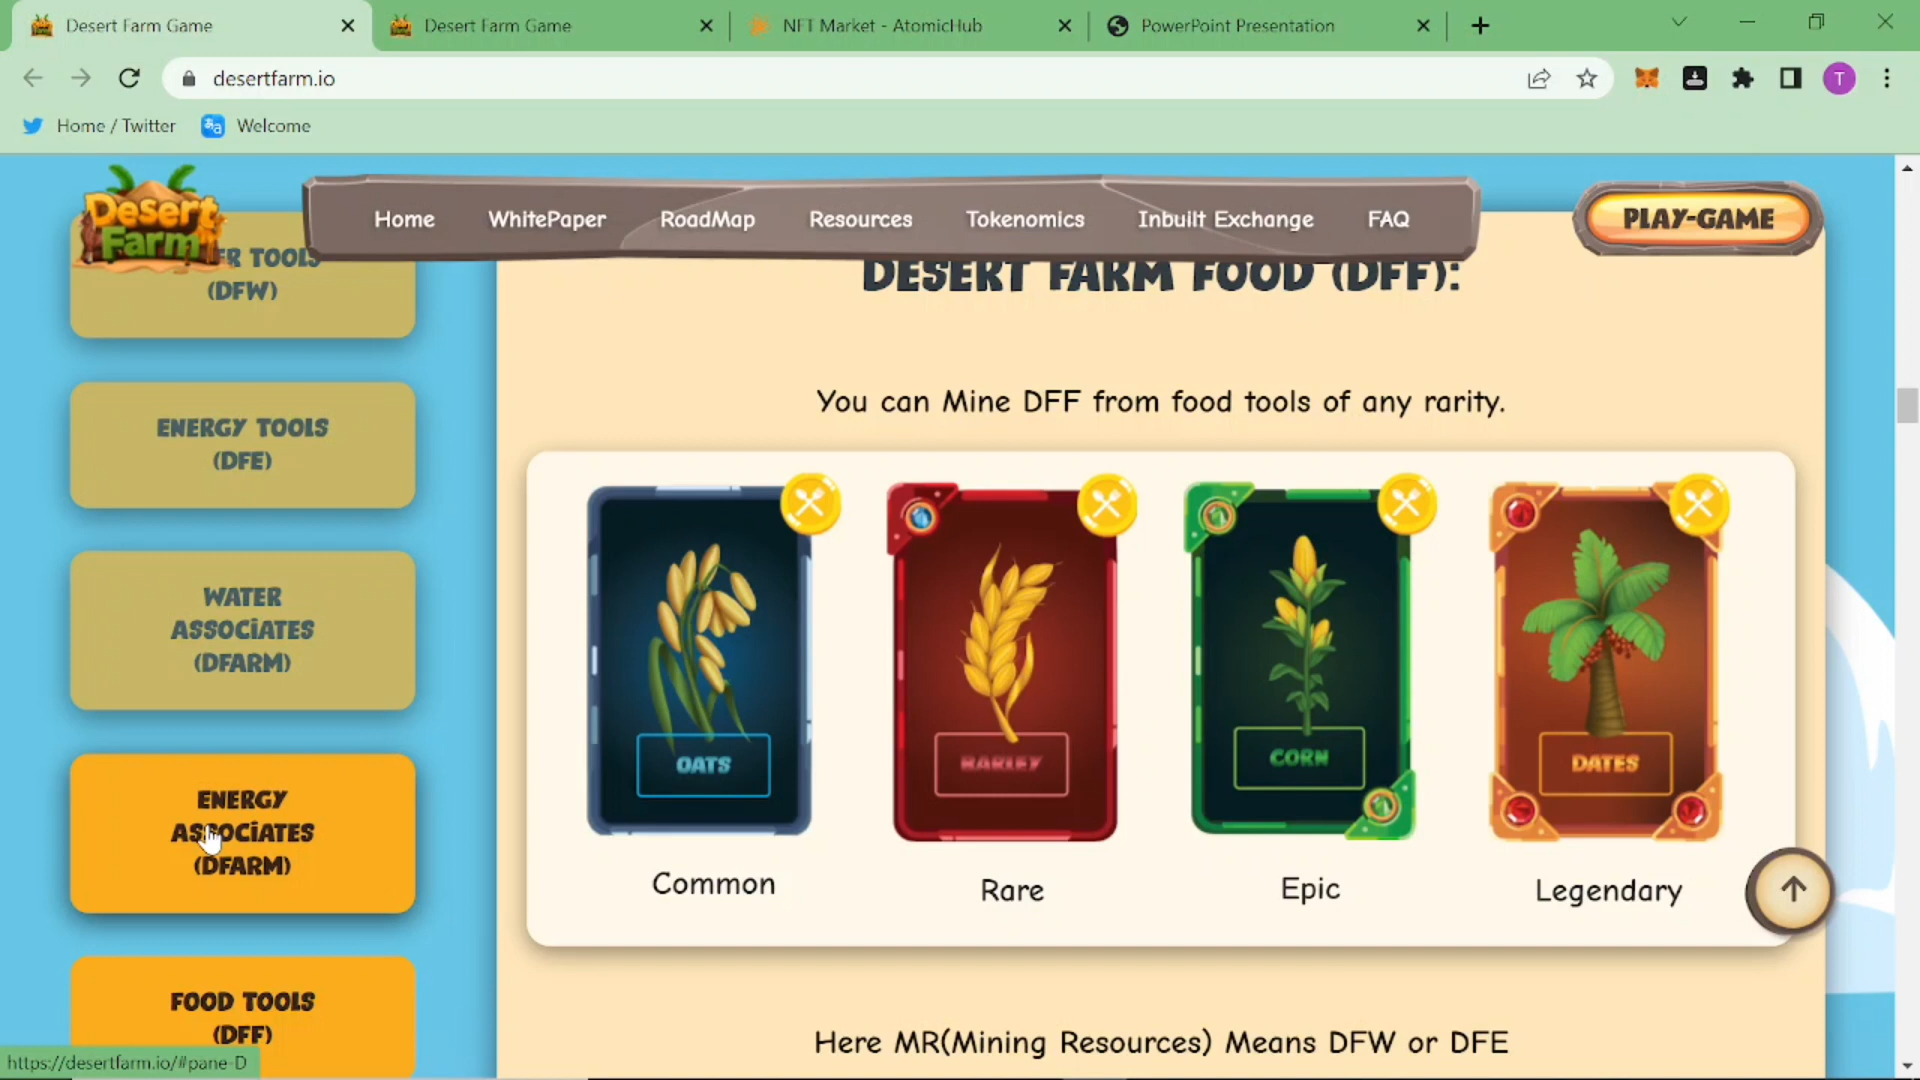 Desert Farm Game
Desert Farm Game
NFT Market - AtomicHub
PowerPoint Presentation
desertfarm.io
T
Home / Twitter
Welcome
Desert
Farm
Home
WhitePaper
RoadMap
Resources
Tokenomics
Inbuilt Exchange
FAQ
PLAY-GAME
ER TOOLS
(DFW)
ENERGY TOOLS
(DFE)
WATER
ASSOCiATES
(DFARM)
ENERGY
ASSOCiATES
(DFARM)
FOOD TOOLS
(DFF)
DESERT FARM FOOD (DFF):
You can Mine DFF from food tools of any rarity.
OATS
BARLEY
CORN
DATES
Common
Rare
Epic
Legendary
Here MR(Mining Resources) Means DFW or DFE
https://desertfarm.io/#pane-D